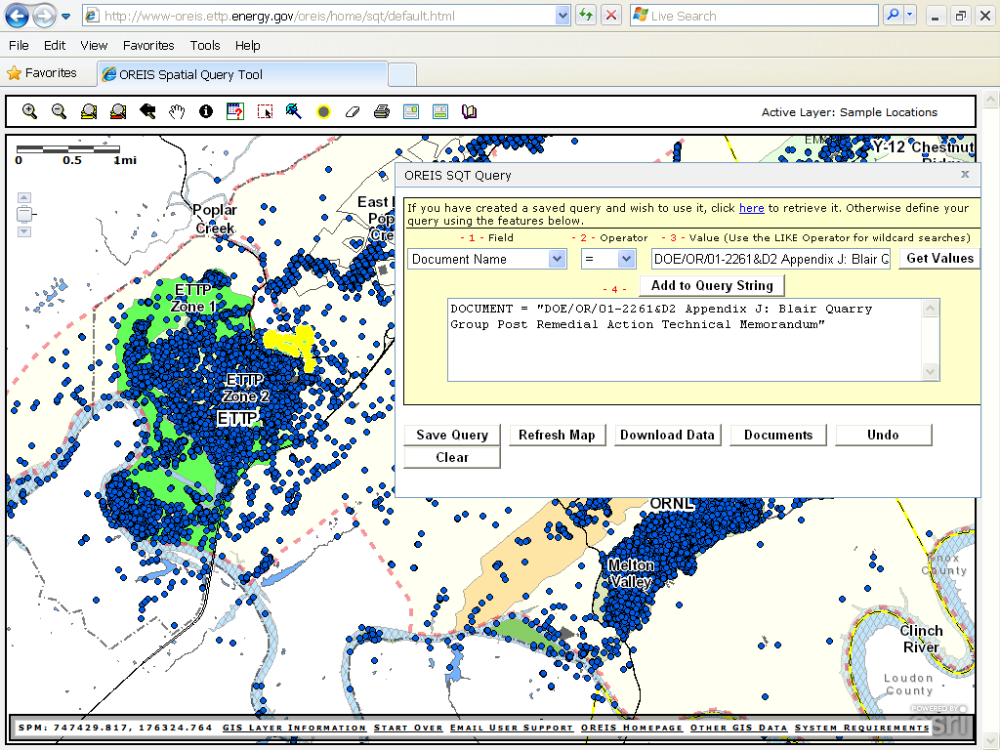 http://www-oreis.ettp.energy.gov/oreis/home/sqt/default.html
Live Search
File Edit View Favorites Tools Help
Favorites
OREIS Spatial Query Tool
Active Layer: Sample Locations
0 0.5 1mi
Y-12 Chestnut
Poplar
Creek
East
Pop
Cre
ETTP
Zone 1
ETTP
Zone 2
ETTP
OREIS SQT Query
x
If you have created a saved query and wish to use it, click here to retrieve it. Otherwise define your
query using the features below.
- 1 - Field - 2 - Operator - 3 - Value (Use the LIKE Operator for wildcard searches)
Document Name = DOE/OR/01-2261&D2 Appendix J: Blair Q Get Values
- 4 - Add to Query String
DOCUMENT = "DOE/OR/01-2261&D2 Appendix J: Blair Quarry
Group Post Remedial Action Technical Memorandum"
Save Query Refresh Map Download Data Documents Undo
Clear
ORNL
Melton
Valley
Knox
County
Clinch
River
Loudon
County
POWERED BY
esri
SPM: 747429.817, 176324.764 GIS Layer Information Start Over Email User Support OREIS Homepage Other GIS Data System Requirements